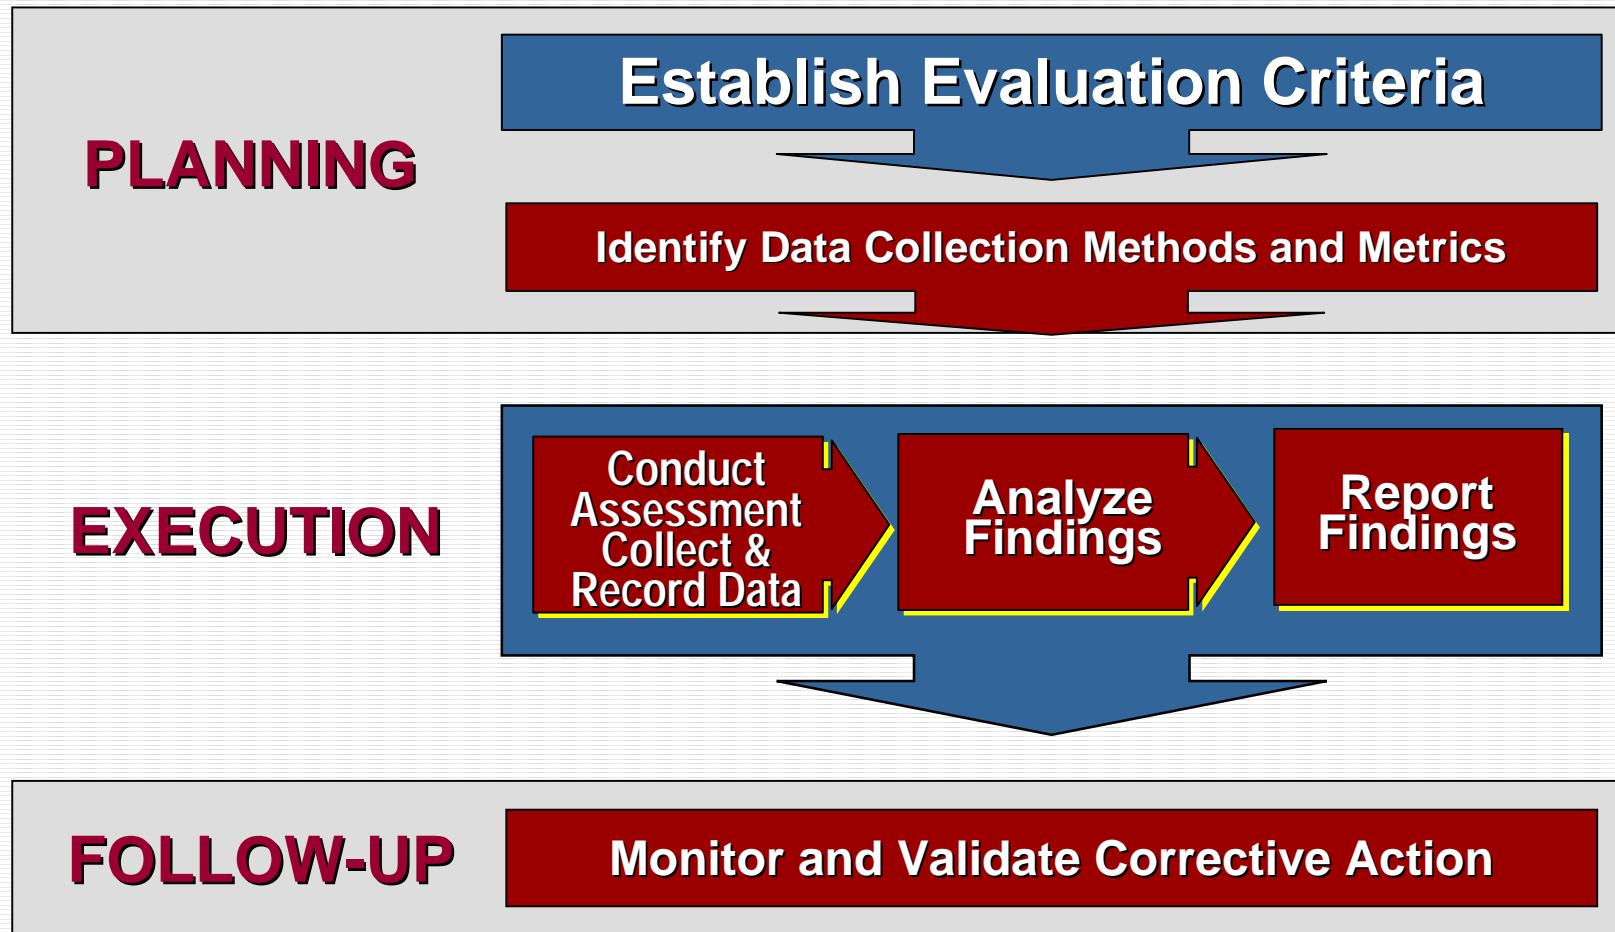 PLANNING
Establish Evaluation Criteria
Identify Data Collection Methods and Metrics
EXECUTION
Conduct
Assessment
Collect &
Record Data
Analyze
Findings
Report
Findings
FOLLOW-UP
Monitor and Validate Corrective Action